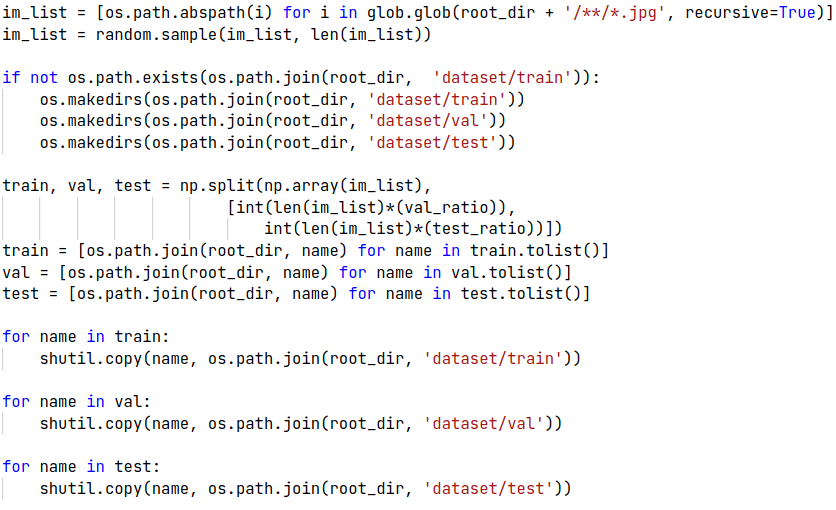 im_list = [os.path.abspath(i) for i in glob.glob(root_dir + '/**/*.jpg', recursive=True)]
im_list = random.sample(im_list, len(im_list))

if not os.path.exists(os.path.join(root_dir,  'dataset/train')):
    os.makedirs(os.path.join(root_dir, 'dataset/train'))
    os.makedirs(os.path.join(root_dir, 'dataset/val'))
    os.makedirs(os.path.join(root_dir, 'dataset/test'))

train, val, test = np.split(np.array(im_list),
                        [int(len(im_list)*(val_ratio)),
                            int(len(im_list)*(test_ratio))])
train = [os.path.join(root_dir, name) for name in train.tolist()]
val = [os.path.join(root_dir, name) for name in val.tolist()]
test = [os.path.join(root_dir, name) for name in test.tolist()]

for name in train:
    shutil.copy(name, os.path.join(root_dir, 'dataset/train'))

for name in val:
    shutil.copy(name, os.path.join(root_dir, 'dataset/val'))

for name in test:
    shutil.copy(name, os.path.join(root_dir, 'dataset/test'))